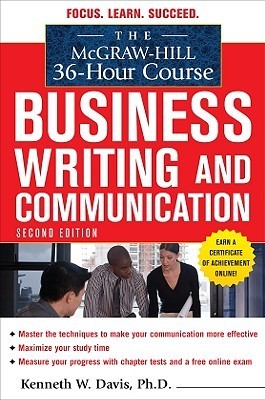 FOCUS. LEARN. SUCCEED.
THE
McGRAW-HILL
36-HOUR COURSE
BUSINESS
WRITING AND
COMMUNICATION
SECOND EDITION
EARN A
CERTIFICATE
OF ACHIEVEMENT
ONLINE!
Master the techniques to make your communication more effective
Maximize your study time
Measure your progress with chapter tests and a free online exam
Kenneth W. Davis, Ph.D.